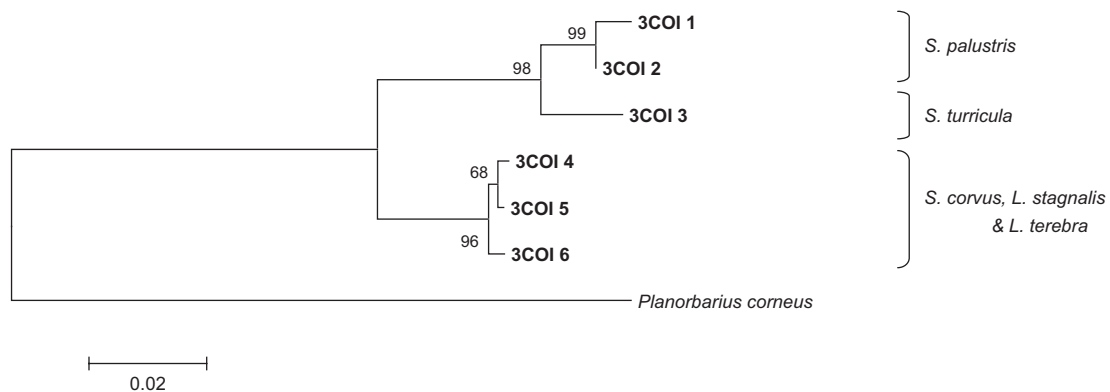 3COI 1
99
S. palustris
3COI 2
98
3COI 3
S. turricula
3COI 4
68
S. corvus, L. stagnalis
3COI 5
& L. terebra
96
3COI 6
Planorbarius corneus
0.02